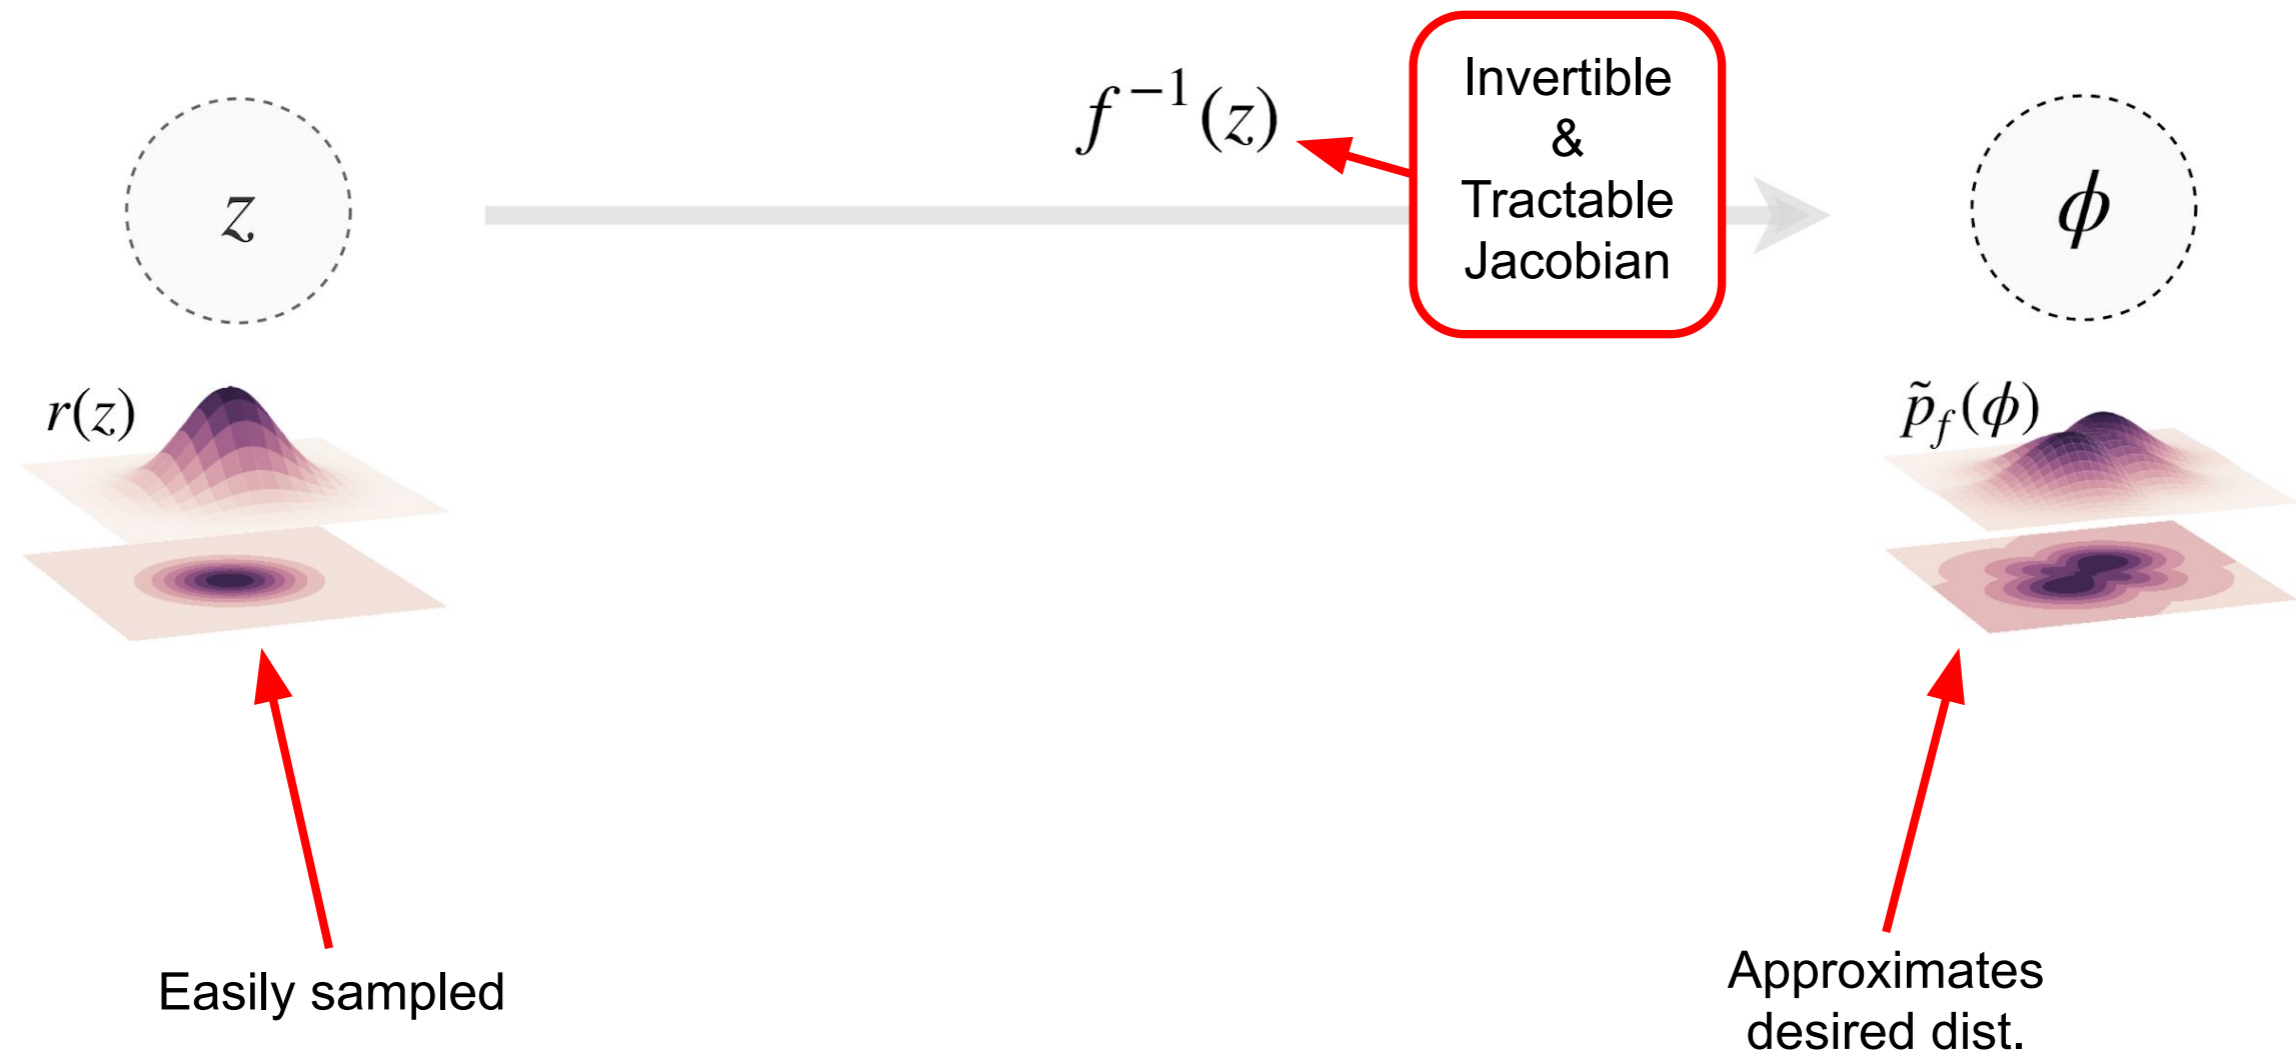 f⁻¹(z)
Invertible
&
Tractable
Jacobian
z
ϕ
r(z)
p̃_f(ϕ)
Easily sampled
Approximates
desired dist.